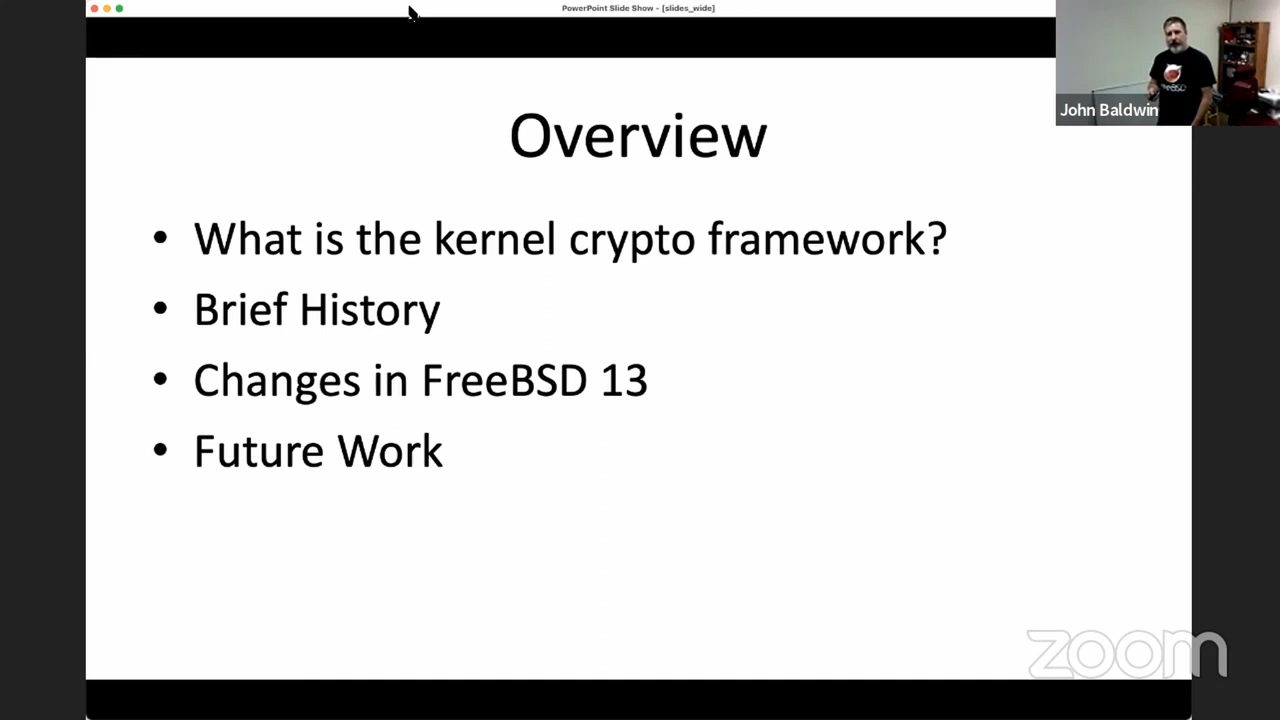 PowerPoint Slide Show - [slides_wide]
John Baldwin
Overview
• What is the kernel crypto framework?
• Brief History
• Changes in FreeBSD 13
• Future Work
zoom